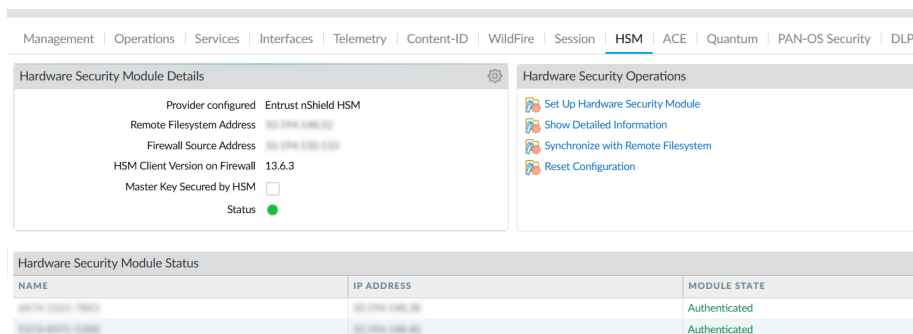 Management Operations Services Interfaces Telemetry Content-ID WildFire Session HSM ACE Quantum PAN-OS Security DLP
Hardware Security Module Details
Provider configured Entrust nShield HSM
Remote Filesystem Address
Firewall Source Address
HSM Client Version on Firewall 13.6.3
Master Key Secured by HSM
Status
Hardware Security Operations
Set Up Hardware Security Module
Show Detailed Information
Synchronize with Remote Filesystem
Reset Configuration
Hardware Security Module Status
NAME IP ADDRESS MODULE STATE
Authenticated
Authenticated